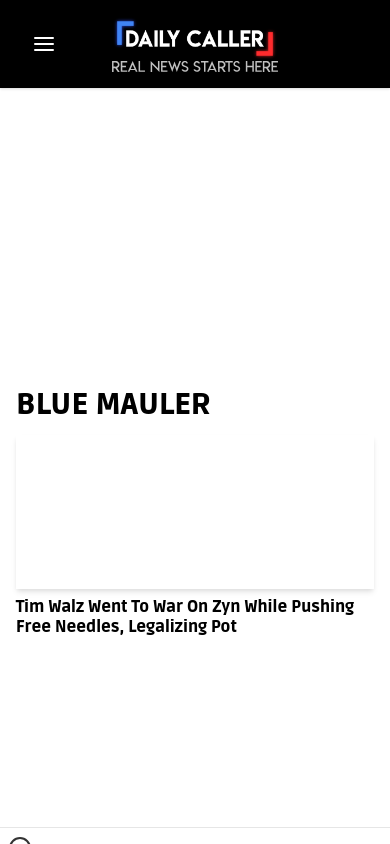 DAILY CALLER
REAL NEWS STARTS HERE
BLUE MAULER
Tim Walz Went To War On Zyn While Pushing
Free Needles, Legalizing Pot